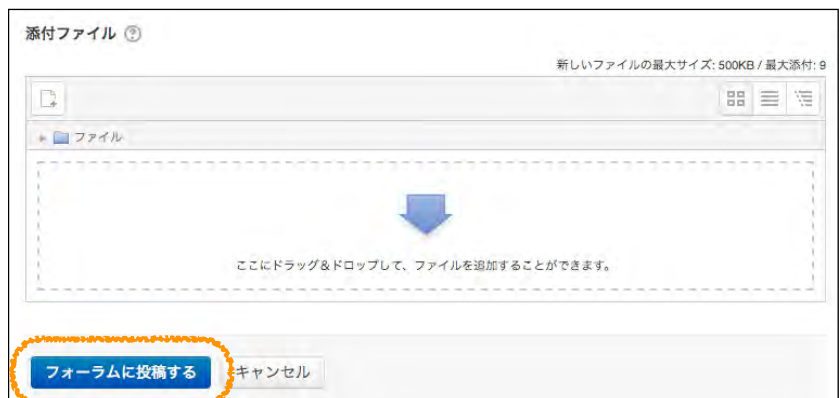 添付ファイル
新しいファイルの最大サイズ: 500KB / 最大添付: 9
ファイル
ここにドラッグ&ドロップして、ファイルを追加することができます。
フォーラムに投稿する キャンセル